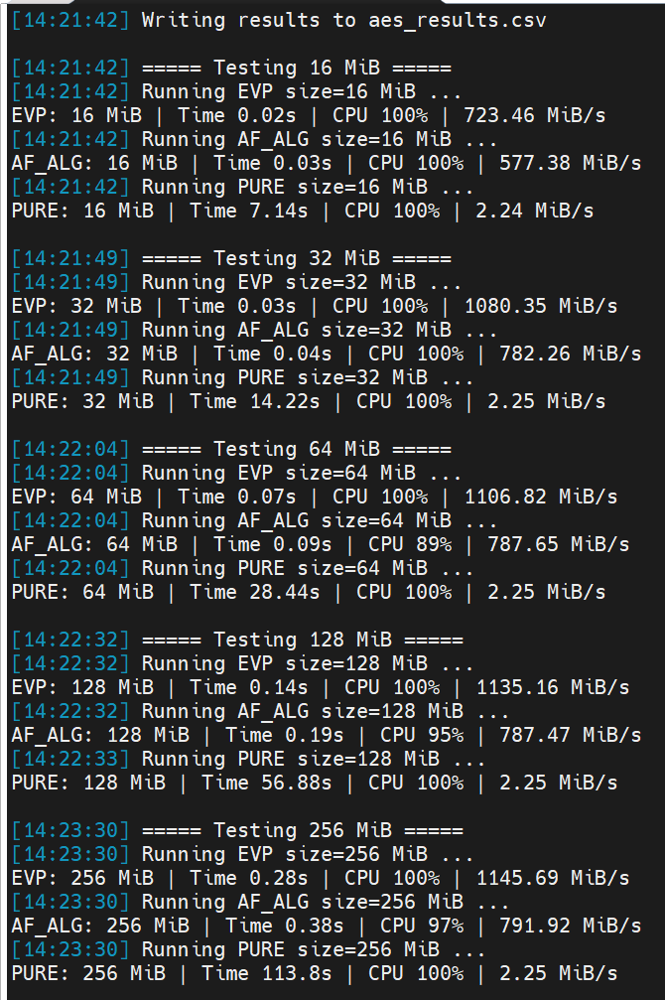 [14:21:42] Writing results to aes_results.csv
[14:21:42] ===== Testing 16 MiB =====
[14:21:42] Running EVP size=16 MiB ...
EVP: 16 MiB | Time 0.02s | CPU 100% | 723.46 MiB/s
[14:21:42] Running AF_ALG size=16 MiB ...
AF_ALG: 16 MiB | Time 0.03s | CPU 100% | 577.38 MiB/s
[14:21:42] Running PURE size=16 MiB ...
PURE: 16 MiB | Time 7.14s | CPU 100% | 2.24 MiB/s
[14:21:49] ===== Testing 32 MiB =====
[14:21:49] Running EVP size=32 MiB ...
EVP: 32 MiB | Time 0.03s | CPU 100% | 1080.35 MiB/s
[14:21:49] Running AF_ALG size=32 MiB ...
AF_ALG: 32 MiB | Time 0.04s | CPU 100% | 782.26 MiB/s
[14:21:49] Running PURE size=32 MiB ...
PURE: 32 MiB | Time 14.22s | CPU 100% | 2.25 MiB/s
[14:22:04] ===== Testing 64 MiB =====
[14:22:04] Running EVP size=64 MiB ...
EVP: 64 MiB | Time 0.07s | CPU 100% | 1106.82 MiB/s
[14:22:04] Running AF_ALG size=64 MiB ...
AF_ALG: 64 MiB | Time 0.09s | CPU 89% | 787.65 MiB/s
[14:22:04] Running PURE size=64 MiB ...
PURE: 64 MiB | Time 28.44s | CPU 100% | 2.25 MiB/s
[14:22:32] ===== Testing 128 MiB =====
[14:22:32] Running EVP size=128 MiB ...
EVP: 128 MiB | Time 0.14s | CPU 100% | 1135.16 MiB/s
[14:22:32] Running AF_ALG size=128 MiB ...
AF_ALG: 128 MiB | Time 0.19s | CPU 95% | 787.47 MiB/s
[14:22:33] Running PURE size=128 MiB ...
PURE: 128 MiB | Time 56.88s | CPU 100% | 2.25 MiB/s
[14:23:30] ===== Testing 256 MiB =====
[14:23:30] Running EVP size=256 MiB ...
EVP: 256 MiB | Time 0.28s | CPU 100% | 1145.69 MiB/s
[14:23:30] Running AF_ALG size=256 MiB ...
AF_ALG: 256 MiB | Time 0.38s | CPU 97% | 791.92 MiB/s
[14:23:30] Running PURE size=256 MiB ...
PURE: 256 MiB | Time 113.8s | CPU 100% | 2.25 MiB/s